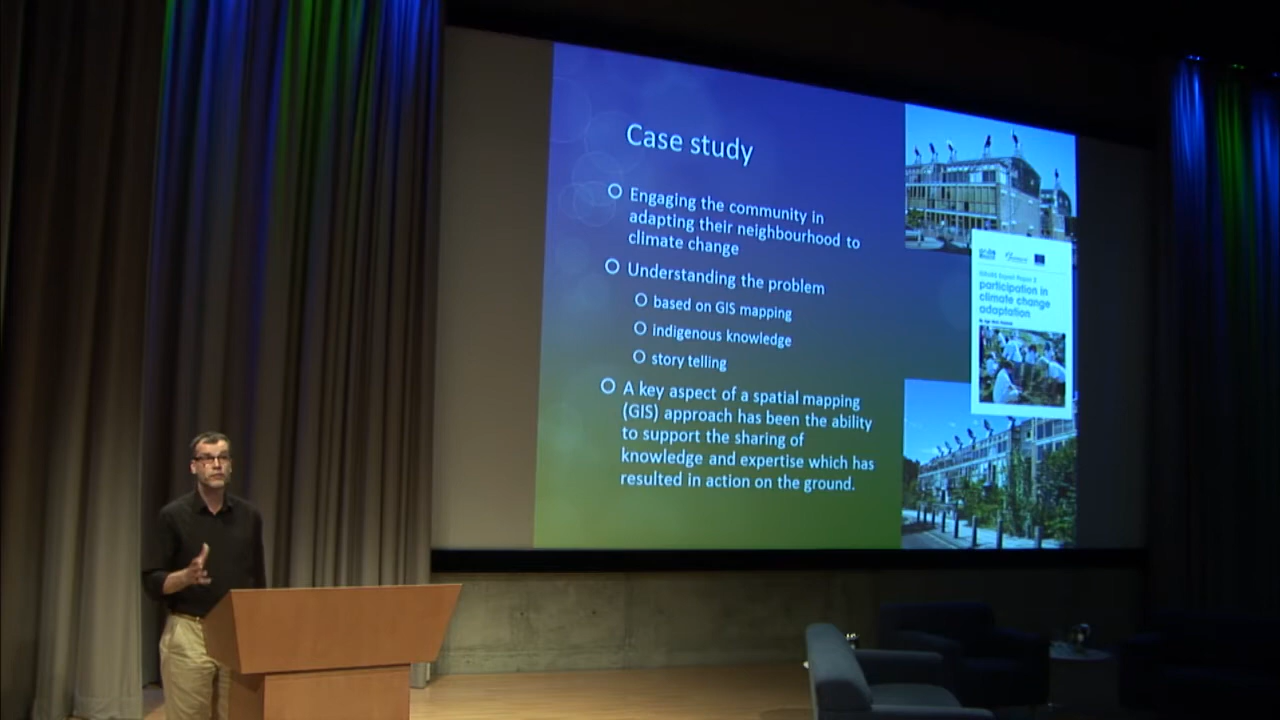 Case study
Engaging the community in
adapting their neighbourhood to
climate change
Understanding the problem
based on GIS mapping
indigenous knowledge
story telling
A key aspect of a spatial mapping
(GIS) approach has been the ability
to support the sharing of
knowledge and expertise which has
resulted in action on the ground.
participation in
climate change
adaptation